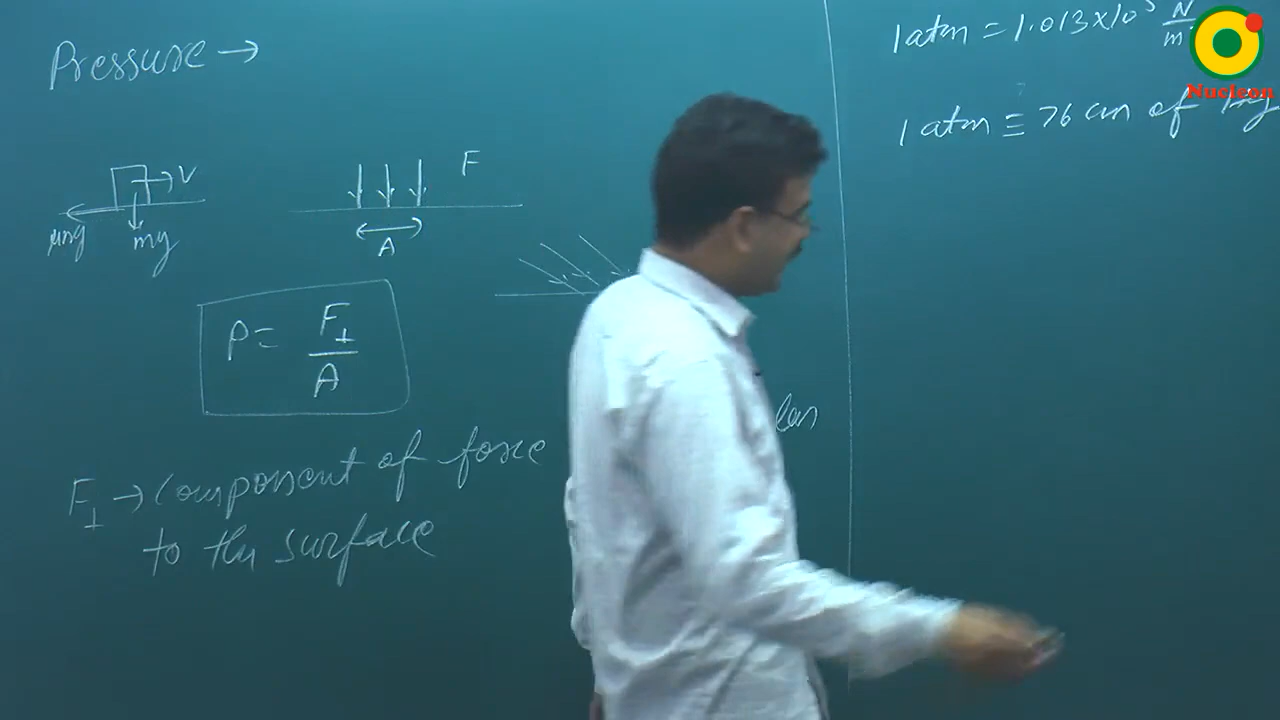 Pressure →
V
μmg
mg
F
A
P = F⊥ / A
F⊥ → Component of force
lar
to the surface
1 atm = 1.013×10⁵ N/m²
1 atm ≡ 76 cm of Hg
Nucleon